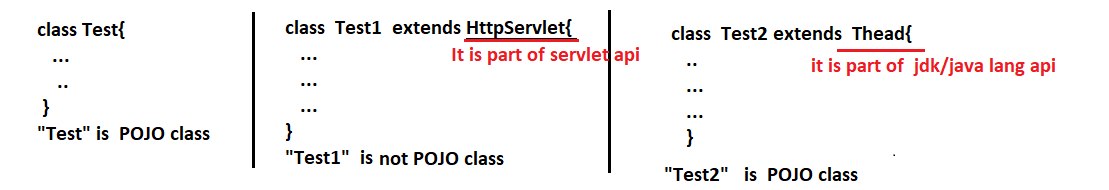 class Test{
...
..
}
"Test" is POJO class
class Test1 extends HttpServlet{
It is part of servlet api
...
...
...
}
"Test1" is not POJO class
class Test2 extends Thead{
it is part of jdk/java lang api
..
...
...
}
"Test2" is POJO class